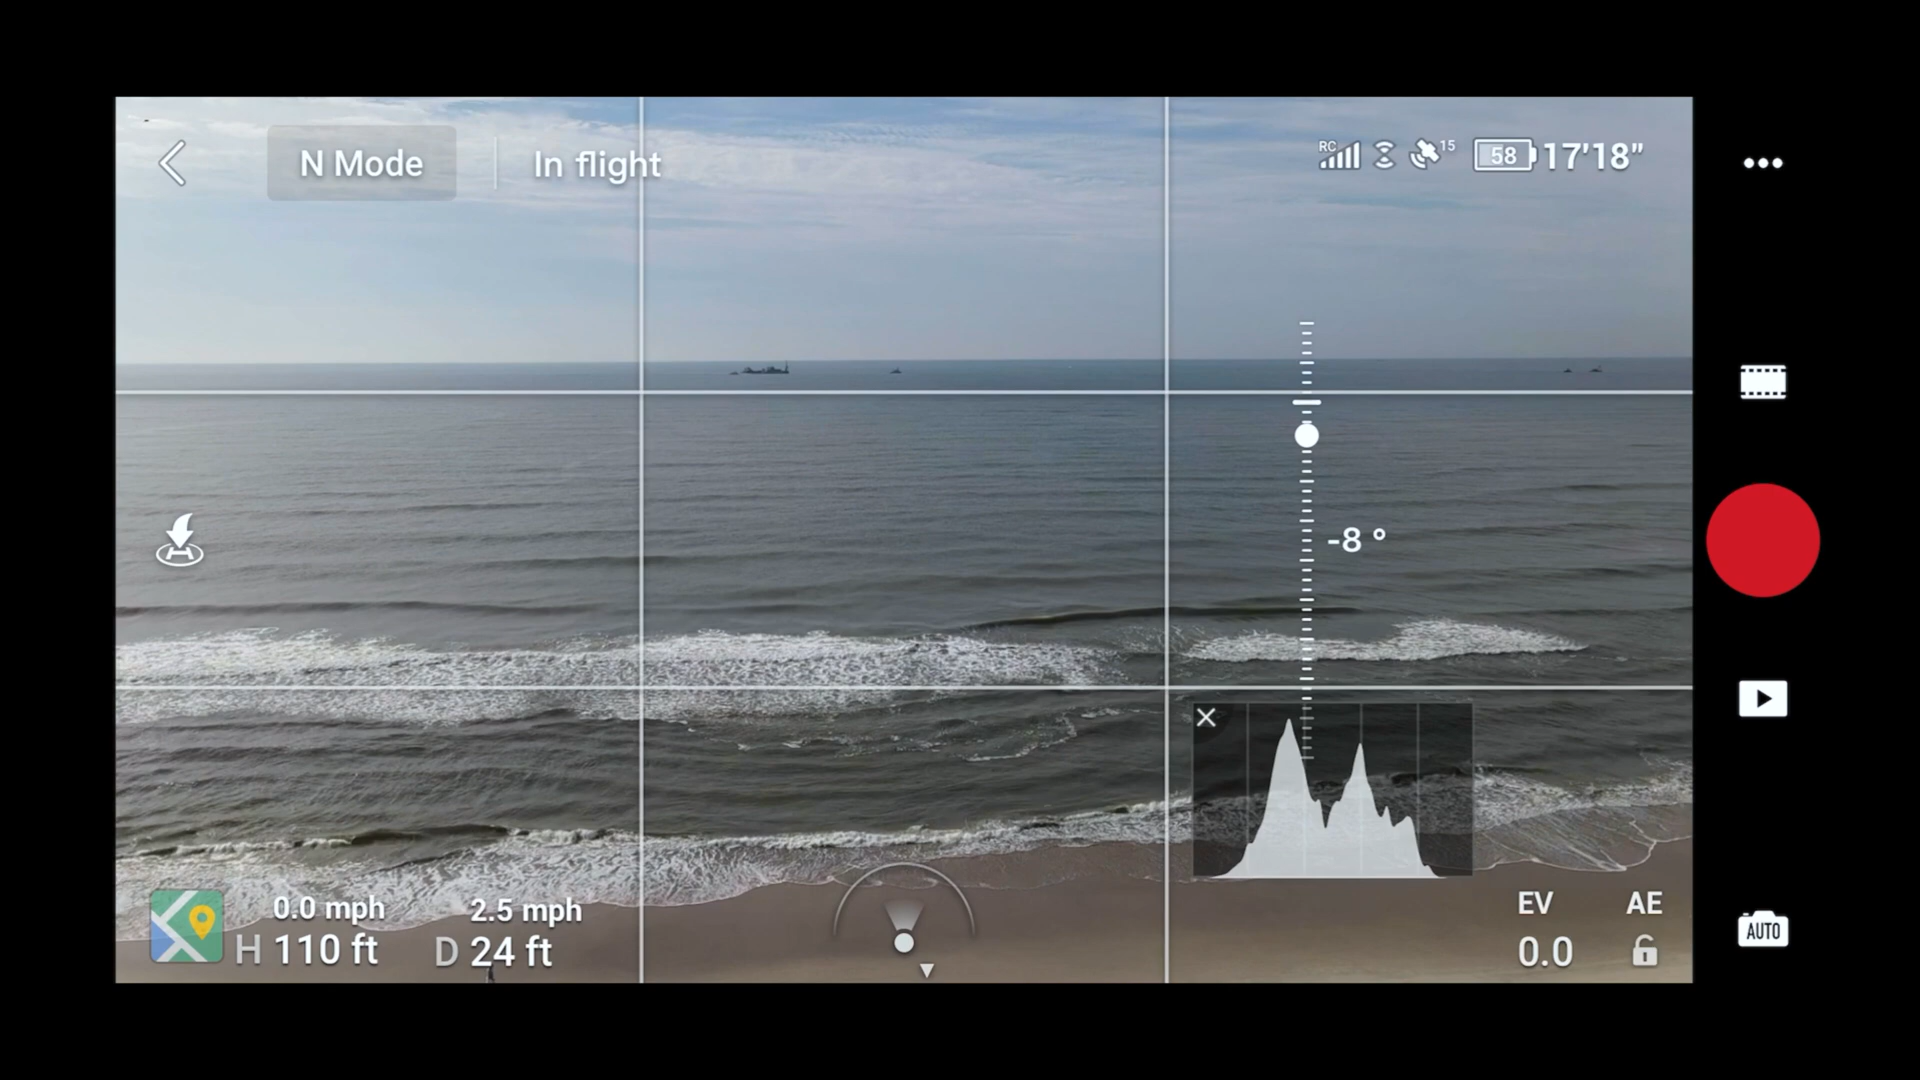 N Mode
In flight
RC
15
58
17'18"
-8 °
0.0 mph
2.5 mph
H 110 ft
D 24 ft
EV
AE
0.0
AUTO